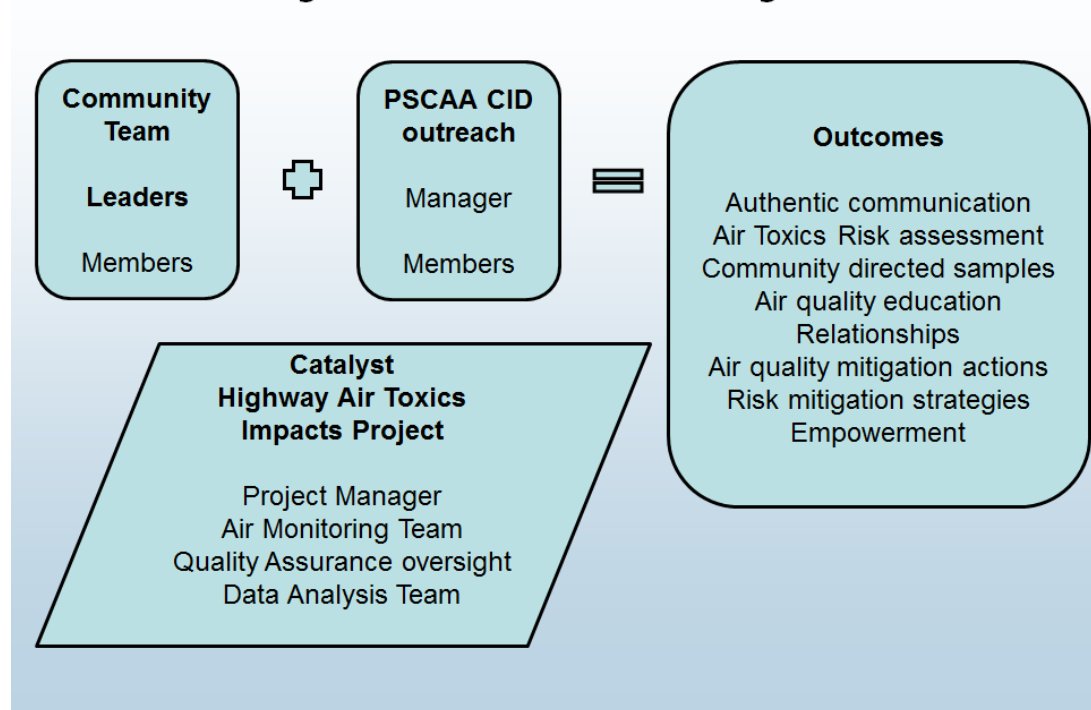 Community
Team
Leaders
Members
PSCAA CID
outreach
Manager
Members
Outcomes
Authentic communication
Air Toxics Risk assessment
Community directed samples
Air quality education
Relationships
Air quality mitigation actions
Risk mitigation strategies
Empowerment
Catalyst
Highway Air Toxics
Impacts Project
Project Manager
Air Monitoring Team
Quality Assurance oversight
Data Analysis Team